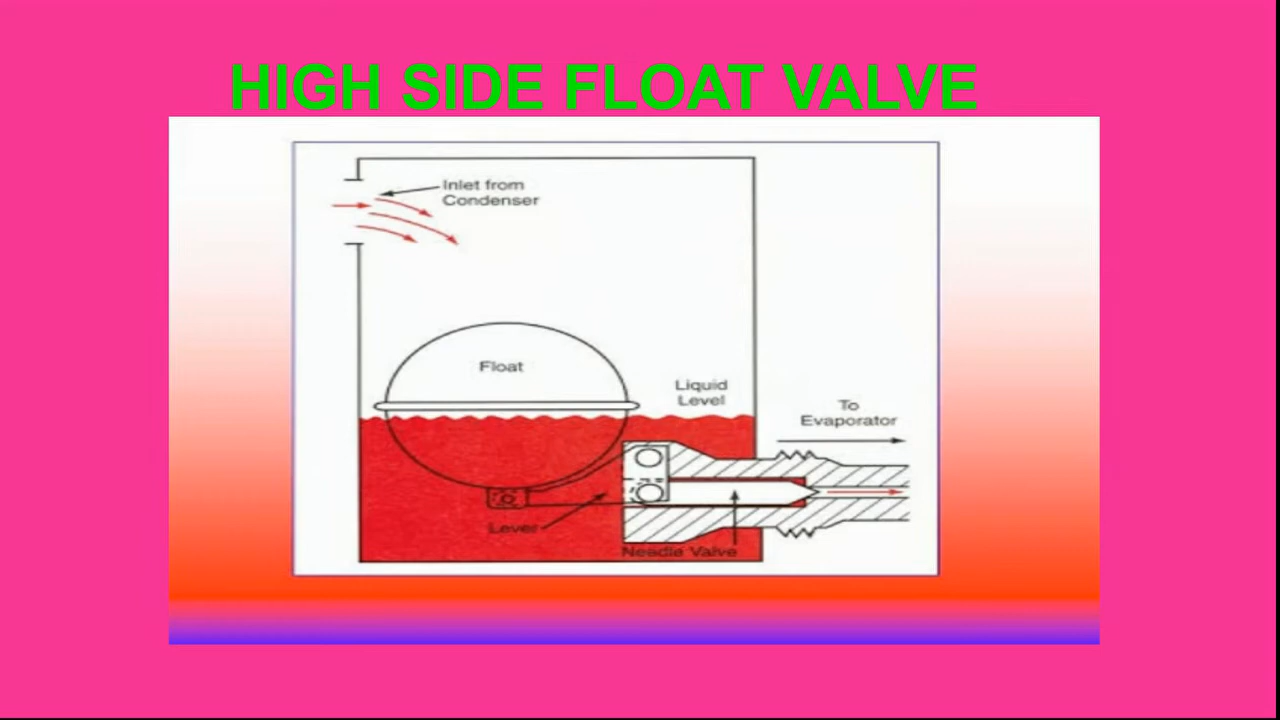 HIGH SIDE FLOAT VALVE
Inlet from
Condenser
Float
Liquid
Level
To
Evaporator
Lever
Needle Valve